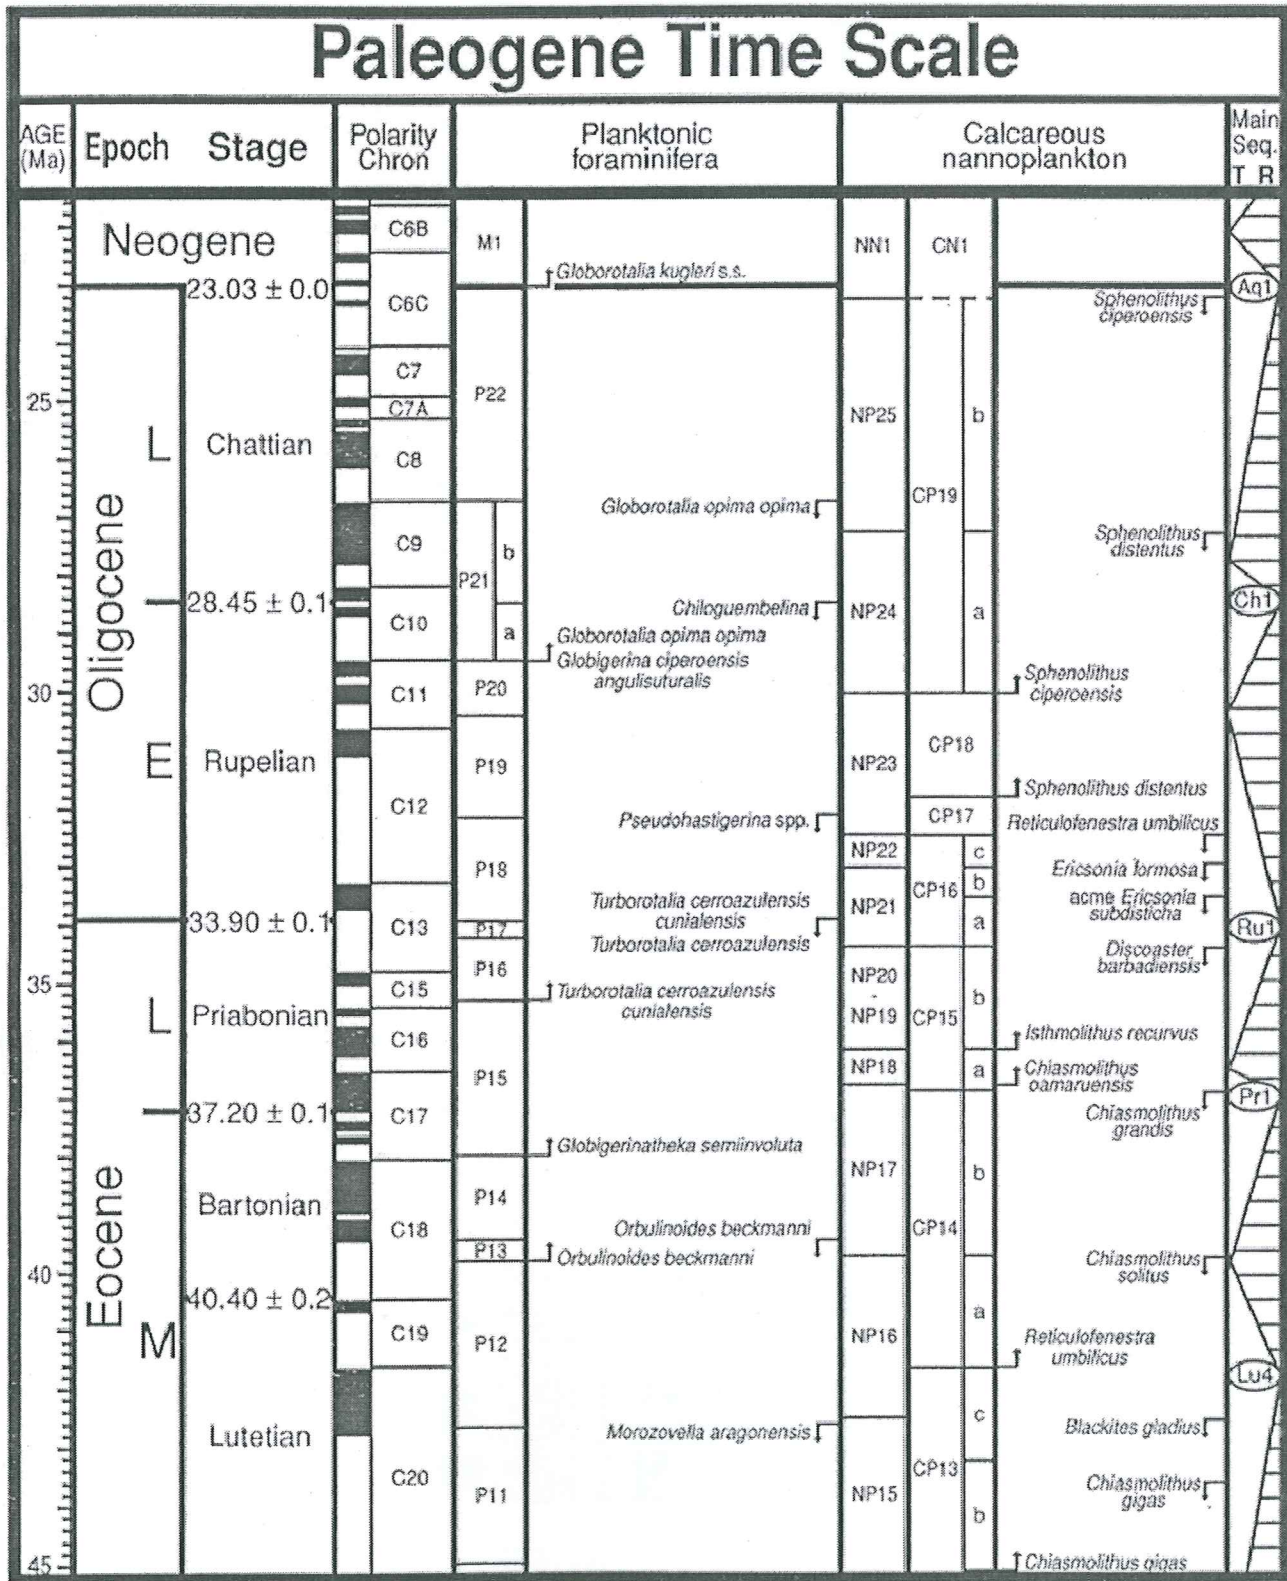 Paleogene Time Scale
AGE
(Ma)
Epoch
Stage
Polarity
Chron
Planktonic
foraminifera
Calcareous
nannoplankton
Main
Seq.
T R
Neogene
23.03 ± 0.0
25
30
35
40
45
Oligocene
L
E
Eocene
L
M
Chattian
28.45 ± 0.1
Rupelian
33.90 ± 0.1
Priabonian
37.20 ± 0.1
Bartonian
40.40 ± 0.2
Lutetian
C6B
C6C
C7
C7A
C8
C9
C10
C11
C12
C13
C15
C16
C17
C18
C19
C20
M1
P22
P21
b
a
P20
P19
P18
P17
P16
P15
P14
P13
P12
P11
Globorotalia kugleri s.s.
Globorotalia opima opima
Chiloguembelina
Globorotalia opima opima
Globigerina ciperoensis
angulisuturalis
Pseudohastigerina spp.
Turborotalia cerroazulensis
cunialensis
Turborotalia cerroazulensis
Turborotalia cerroazulensis
cunialensis
Globigerinatheka semiinvoluta
Orbulinoides beckmanni
Orbulinoides beckmanni
Morozovella aragonensis
NN1
NP25
NP24
NP23
NP22
NP21
NP20
-
NP19
NP18
NP17
NP16
NP15
CN1
CP19
b
a
CP18
CP17
CP16
c
b
a
CP15
b
a
CP14
b
a
CP13
c
b
Sphenolithus
ciperoensis
Sphenolithus
distentus
Sphenolithus
ciperoensis
Sphenolithus distentus
Reticulofenestra umbilicus
Ericsonia formosa
acme Ericsonia
subdisticha
Discoaster
barbadiensis
Isthmolithus recurvus
Chiasmolithus
oamaruensis
Chiasmolithus
grandis
Chiasmolithus
solitus
Reticulofenestra
umbilicus
Blackites gladius
Chiasmolithus
gigas
Chiasmolithus gigas
Aq1
Ch1
Ru1
Pr1
Lu4